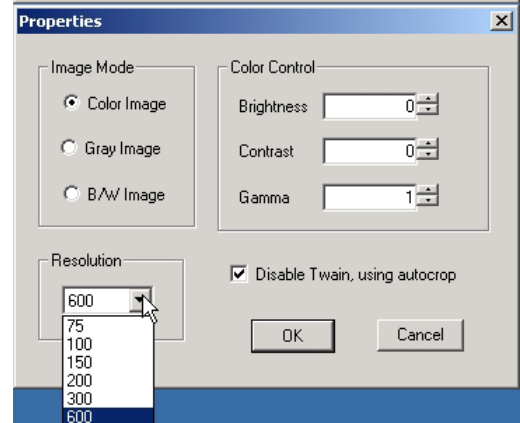 Properties
Image Mode
Color Image
Gray Image
B/W Image
Color Control
Brightness 0
Contrast 0
Gamma 1
Resolution
600
75
100
150
200
300
600
Disable Twain, using autocrop
OK Cancel